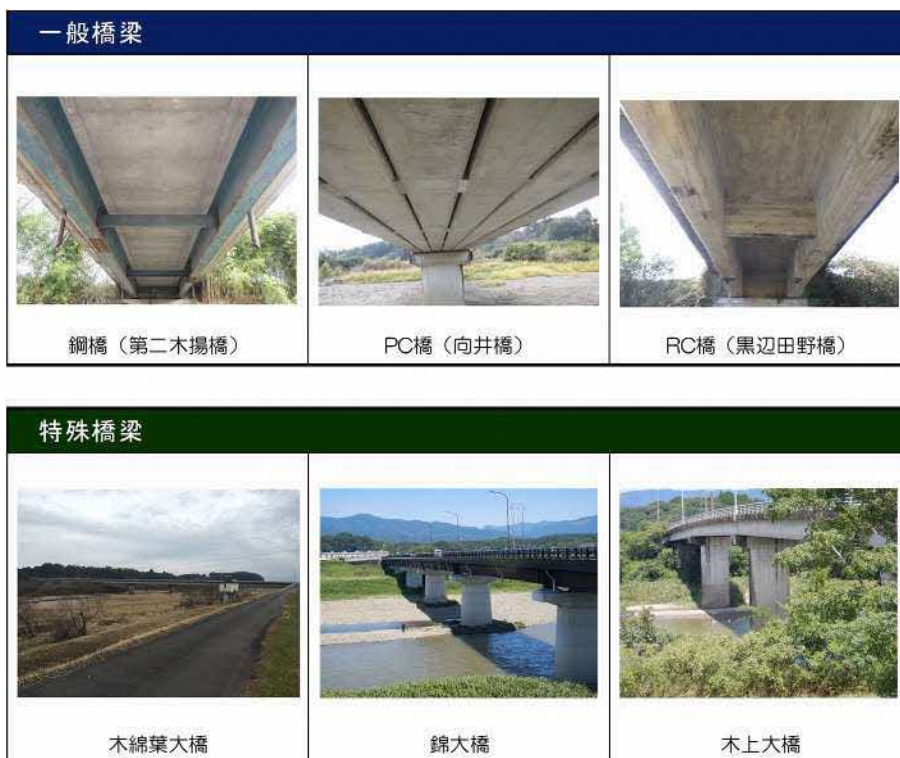 一般橋梁
鋼橋（第二木揚橋）
PC橋（向井橋）
RC橋（黒辺田野橋）
特殊橋梁
木綿葉大橋
錦大橋
木上大橋